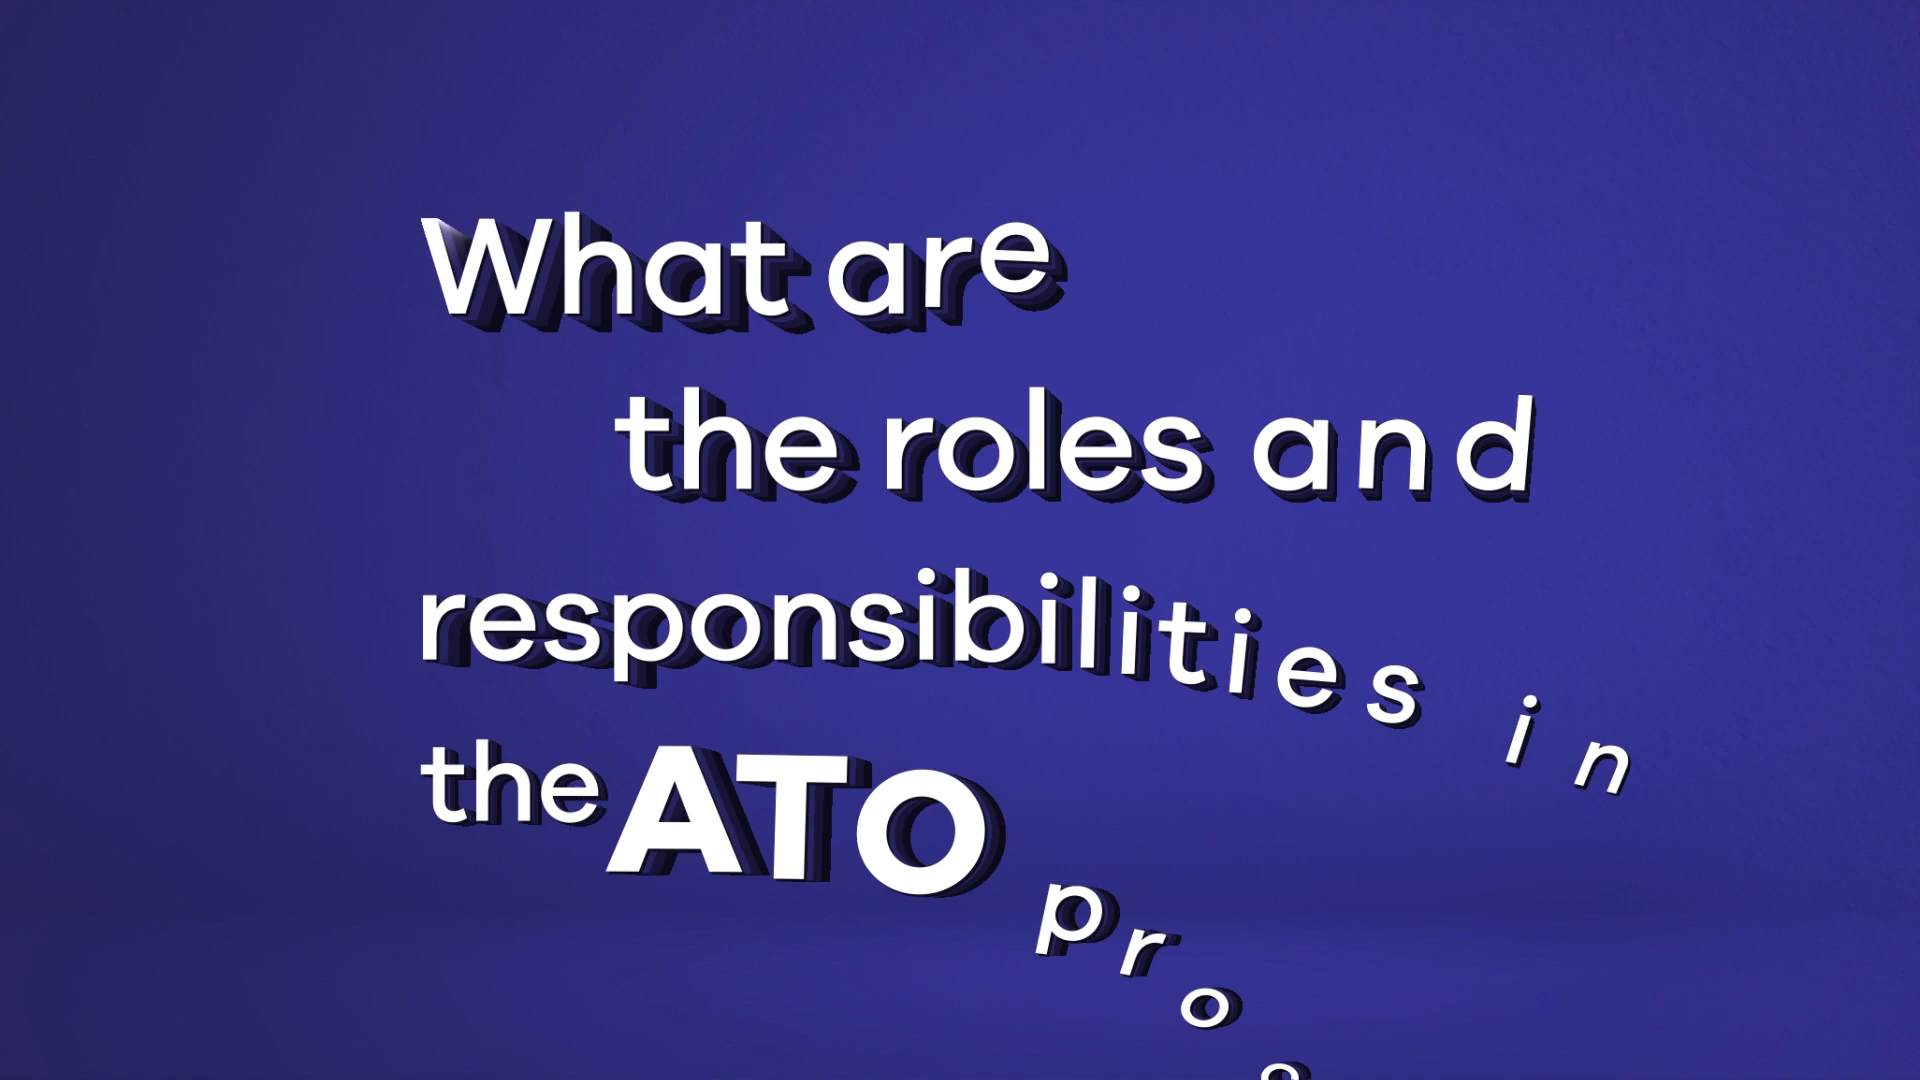 What are
the roles and
responsibilities in
the ATO pro